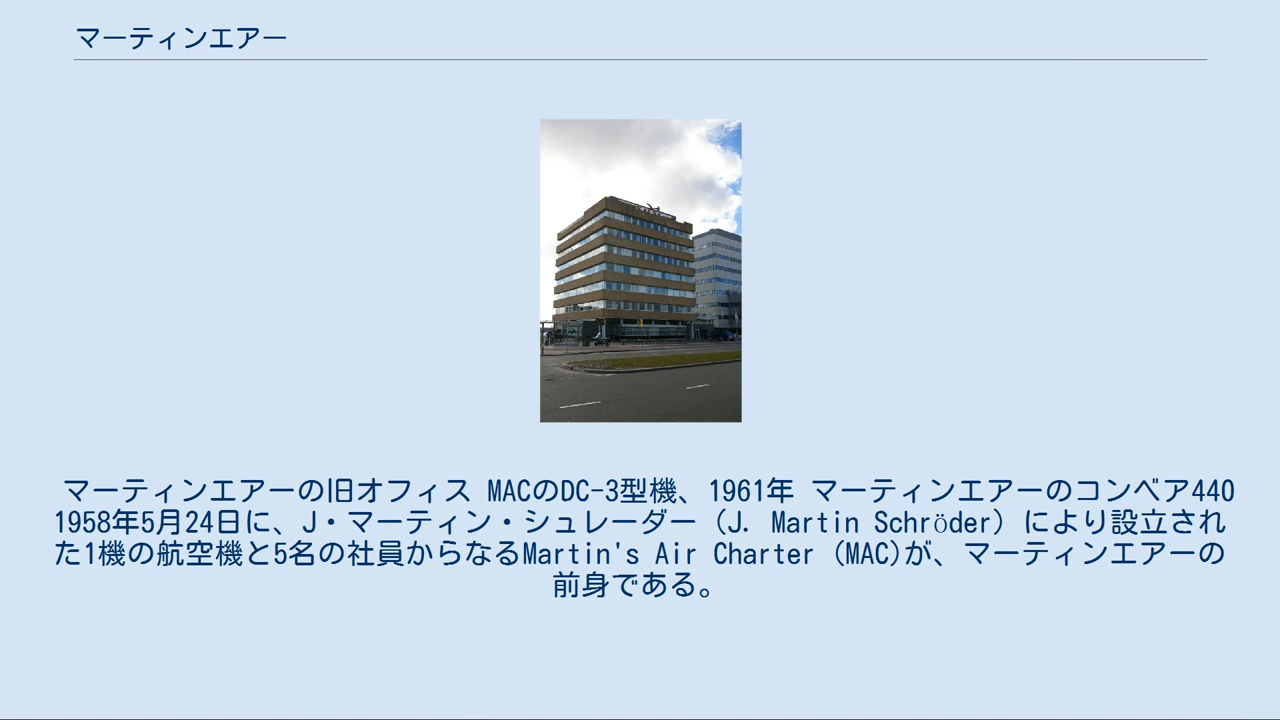 マーティンエアー
マーティンエアーの旧オフィス MACのDC-3型機、1961年 マーティンエアーのコンベア440
1958年5月24日に、J・マーティン・シュレーダー（J. Martin Schröder）により設立され
た1機の航空機と5名の社員からなるMartin's Air Charter (MAC)が、マーティンエアーの
前身である。